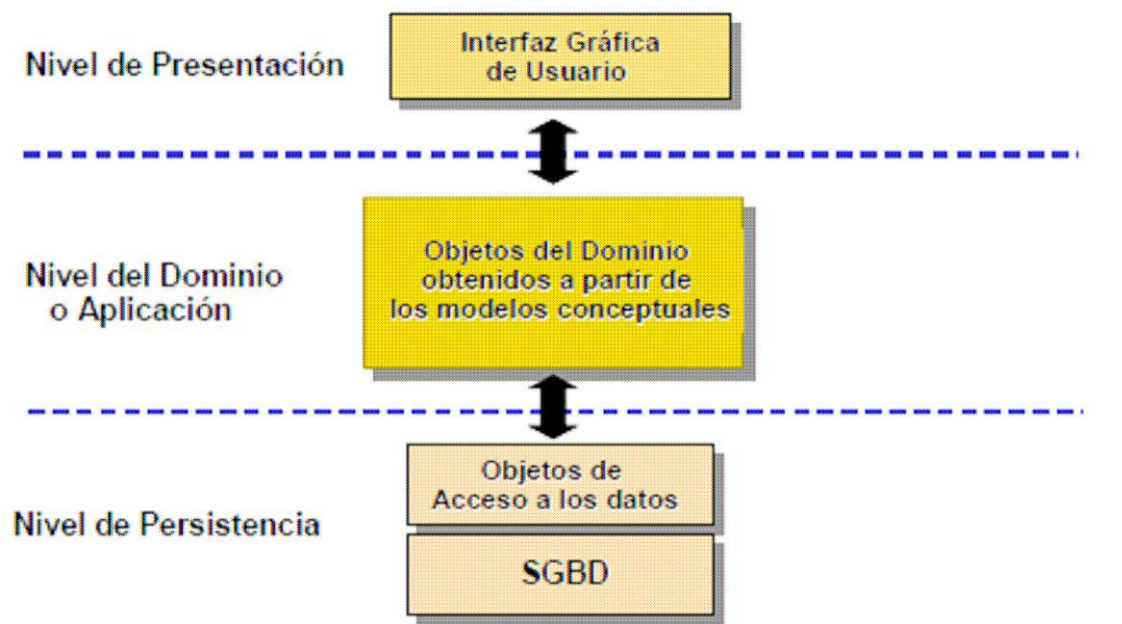 Nivel de Presentación
Interfaz Gráfica
de Usuario
Nivel del Dominio
o Aplicación
Objetos del Dominio
obtenidos a partir de
los modelos conceptuales
Nivel de Persistencia
Objetos de
Acceso a los datos
SGBD